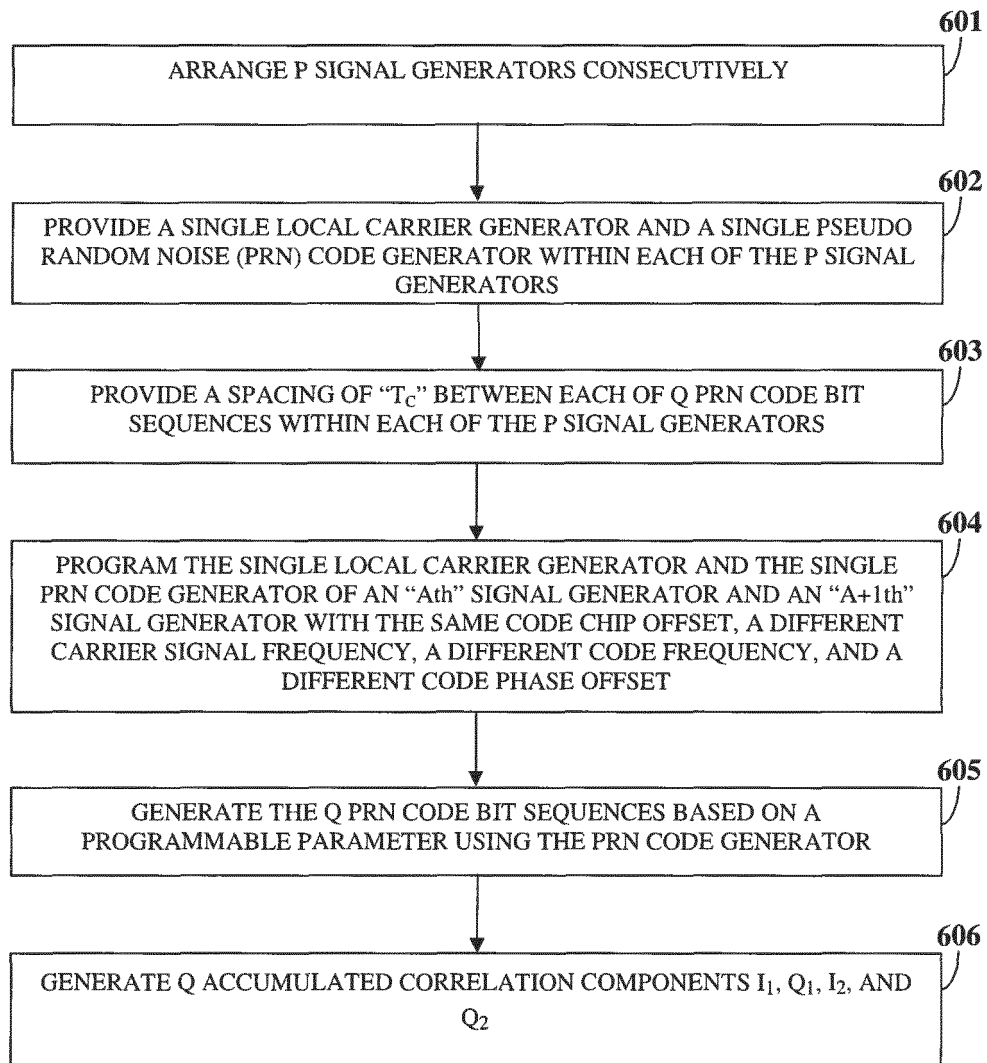 601
ARRANGE P SIGNAL GENERATORS CONSECUTIVELY
602
PROVIDE A SINGLE LOCAL CARRIER GENERATOR AND A SINGLE PSEUDO
RANDOM NOISE (PRN) CODE GENERATOR WITHIN EACH OF THE P SIGNAL
GENERATORS
603
PROVIDE A SPACING OF “T_C” BETWEEN EACH OF Q PRN CODE BIT
SEQUENCES WITHIN EACH OF THE P SIGNAL GENERATORS
604
PROGRAM THE SINGLE LOCAL CARRIER GENERATOR AND THE SINGLE
PRN CODE GENERATOR OF AN “Ath” SIGNAL GENERATOR AND AN “A+1th”
SIGNAL GENERATOR WITH THE SAME CODE CHIP OFFSET, A DIFFERENT
CARRIER SIGNAL FREQUENCY, A DIFFERENT CODE FREQUENCY, AND A
DIFFERENT CODE PHASE OFFSET
605
GENERATE THE Q PRN CODE BIT SEQUENCES BASED ON A
PROGRAMMABLE PARAMETER USING THE PRN CODE GENERATOR
606
GENERATE Q ACCUMULATED CORRELATION COMPONENTS I₁, Q₁, I₂, AND
Q₂